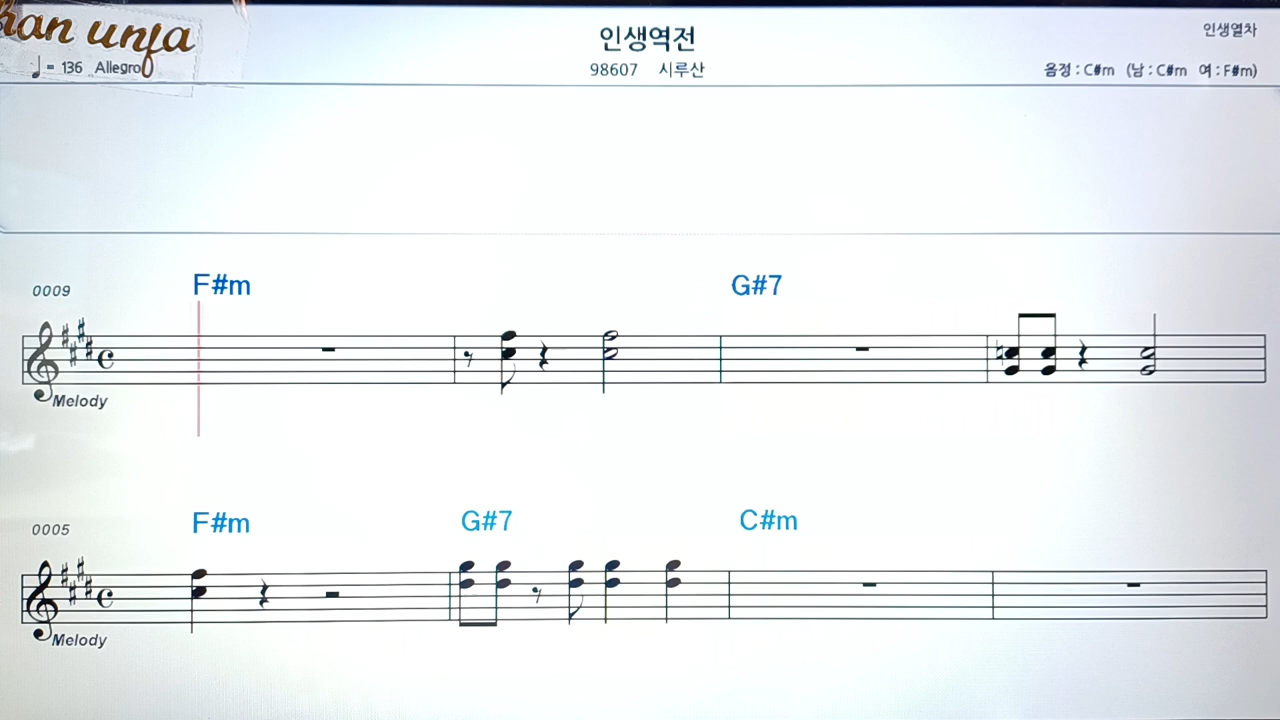 han unfa
인생역전
인생열차
♩ = 136 Allegro
98607 시루산
음정 : C#m (남 : C#m 여 : F#m)
F#m G#7
0009
Melody
F#m G#7 C#m
0005
Melody